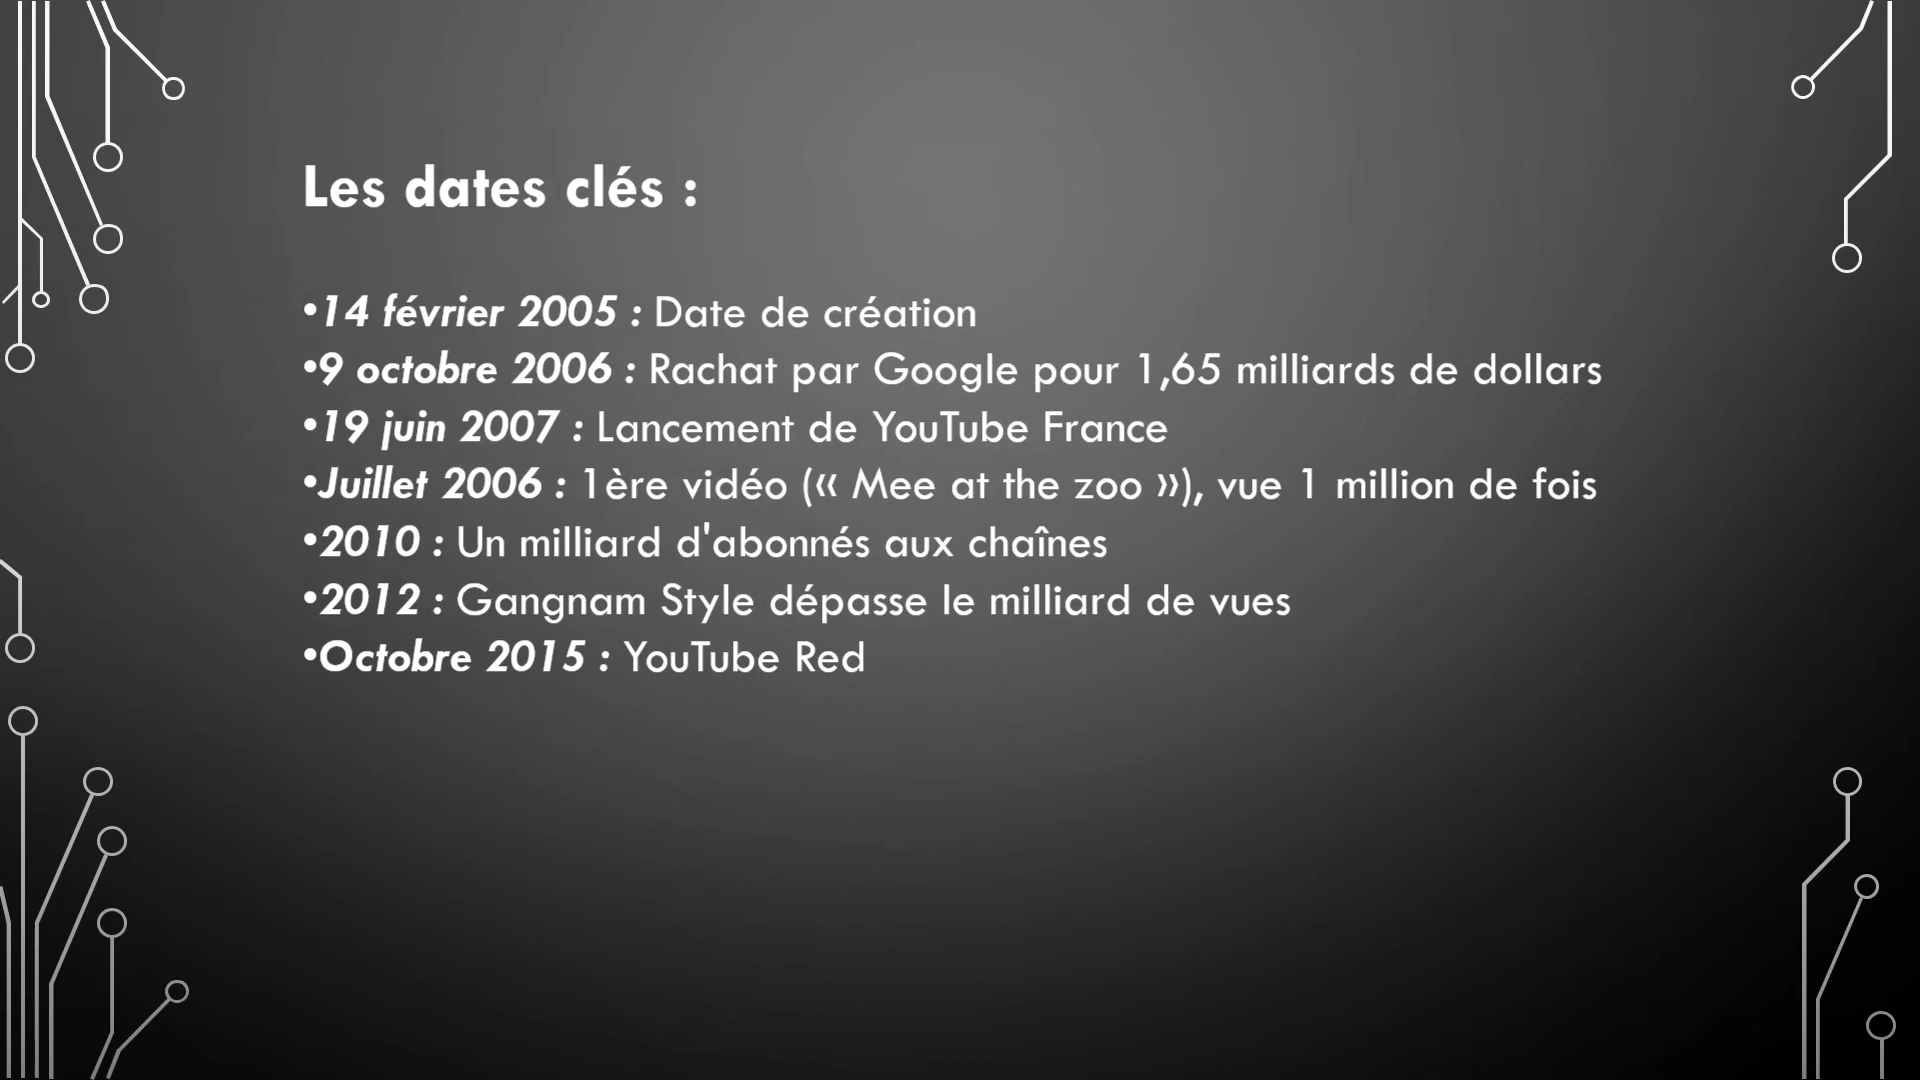 Les dates clés :
•14 février 2005 : Date de création
•9 octobre 2006 : Rachat par Google pour 1,65 milliards de dollars
•19 juin 2007 : Lancement de YouTube France
•Juillet 2006 : 1ère vidéo (« Mee at the zoo »), vue 1 million de fois
•2010 : Un milliard d'abonnés aux chaînes
•2012 : Gangnam Style dépasse le milliard de vues
•Octobre 2015 : YouTube Red